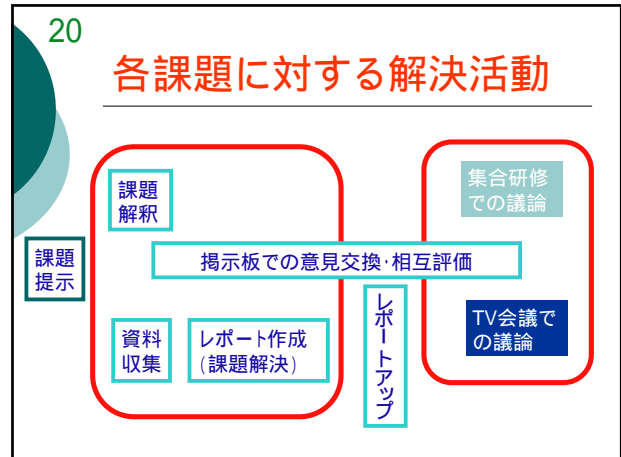 20
各課題に対する解決活動
課題
提示
課題
解釈
掲示板での意見交換・相互評価
資料
収集
レポート作成
(課題解決)
レポートアップ
集合研修
での議論
TV会議で
の議論